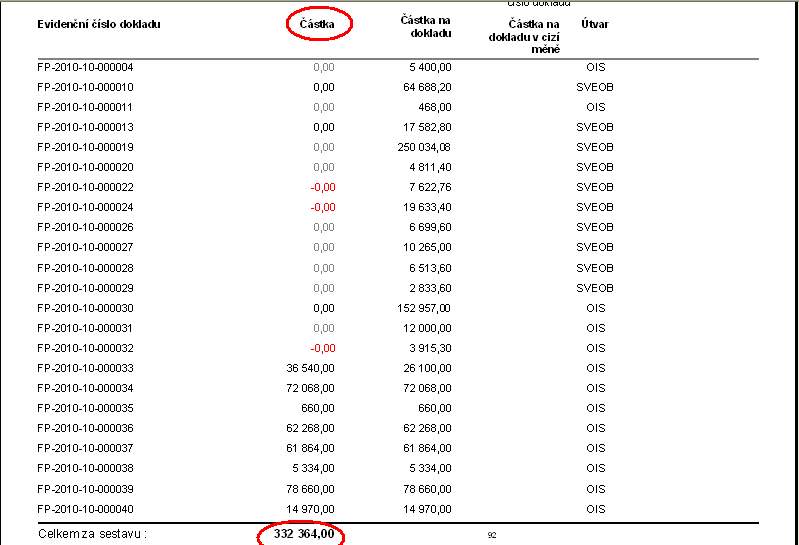 číslo dokladu
Evidenční číslo dokladu Částka Částka na dokladu Částka na dokladu v cizí měně Útvar
FP-2010-10-000004 0,00 5 400,00 OIS
FP-2010-10-000010 0,00 64 688,20 SVEOB
FP-2010-10-000011 0,00 468,00 OIS
FP-2010-10-000013 0,00 17 582,80 SVEOB
FP-2010-10-000019 0,00 250 034,08 SVEOB
FP-2010-10-000020 0,00 4 811,40 SVEOB
FP-2010-10-000022 -0,00 7 622,76 SVEOB
FP-2010-10-000024 -0,00 19 633,40 SVEOB
FP-2010-10-000026 0,00 6 699,60 SVEOB
FP-2010-10-000027 0,00 10 265,00 SVEOB
FP-2010-10-000028 0,00 6 513,60 SVEOB
FP-2010-10-000029 0,00 2 833,60 SVEOB
FP-2010-10-000030 0,00 152 957,00 OIS
FP-2010-10-000031 0,00 12 000,00 OIS
FP-2010-10-000032 -0,00 3 915,30 OIS
FP-2010-10-000033 36 540,00 26 100,00 OIS
FP-2010-10-000034 72 068,00 72 068,00 OIS
FP-2010-10-000035 660,00 660,00 OIS
FP-2010-10-000036 62 268,00 62 268,00 OIS
FP-2010-10-000037 61 864,00 61 864,00 OIS
FP-2010-10-000038 5 334,00 5 334,00 OIS
FP-2010-10-000039 78 660,00 78 660,00 OIS
FP-2010-10-000040 14 970,00 14 970,00 OIS
Celkem za sestavu : 332 364,00 92